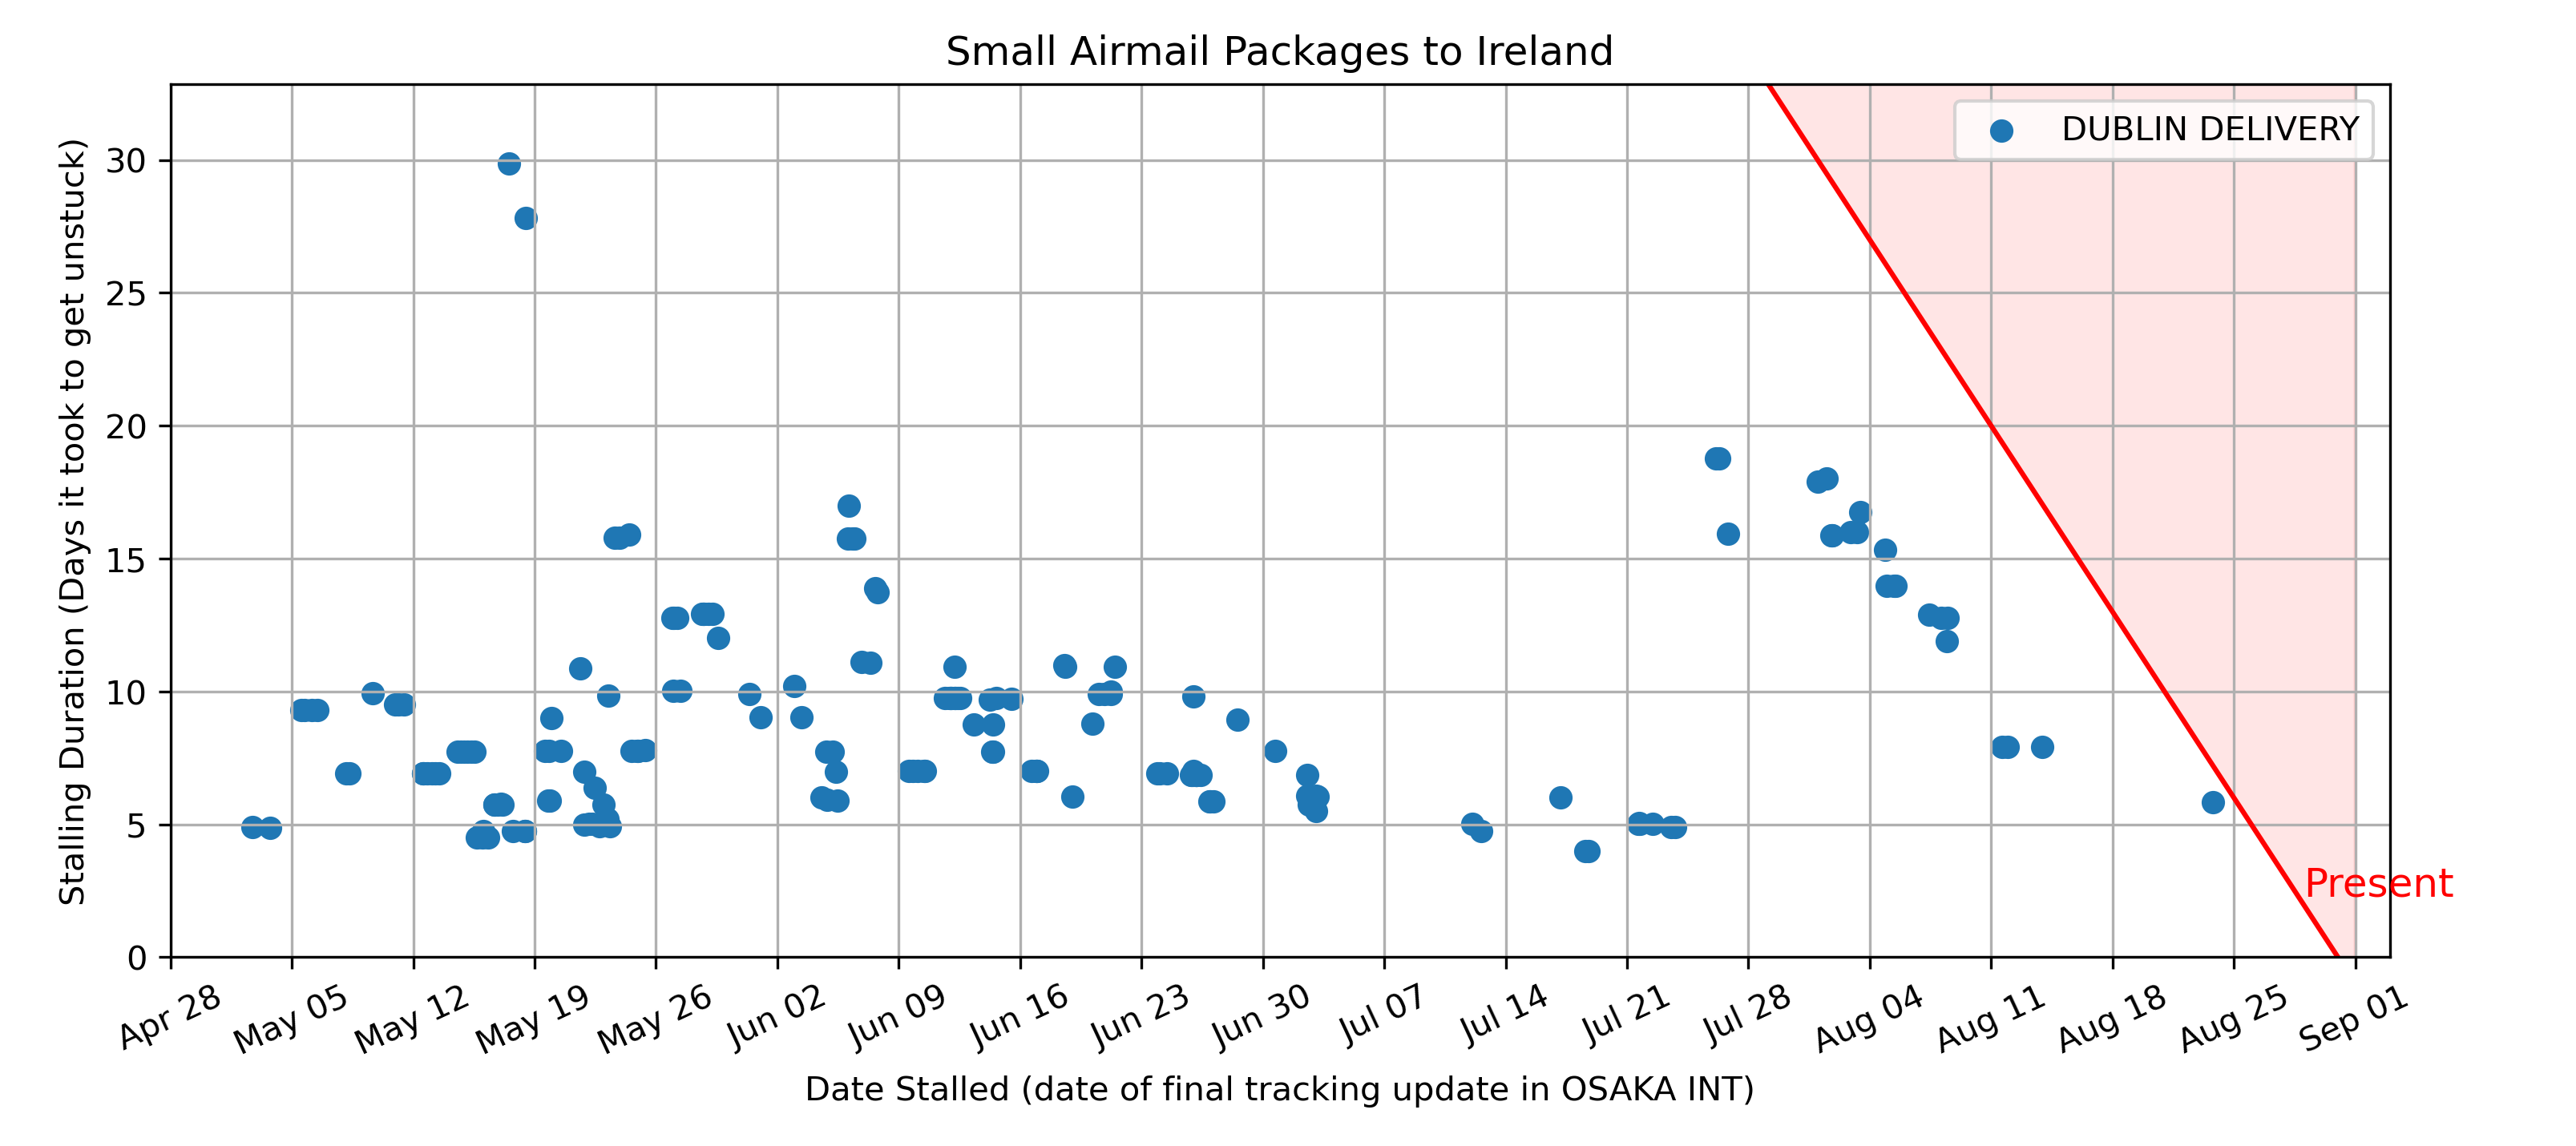 Small Airmail Packages to Ireland
DUBLIN DELIVERY
Stalling Duration (Days it took to get unstuck)
30
25
20
15
10
5
0
Present
Apr 28 May 05 May 12 May 19 May 26 Jun 02 Jun 09 Jun 16 Jun 23 Jun 30 Jul 07 Jul 14 Jul 21 Jul 28 Aug 04 Aug 11 Aug 18 Aug 25 Sep 01
Date Stalled (date of final tracking update in OSAKA INT)